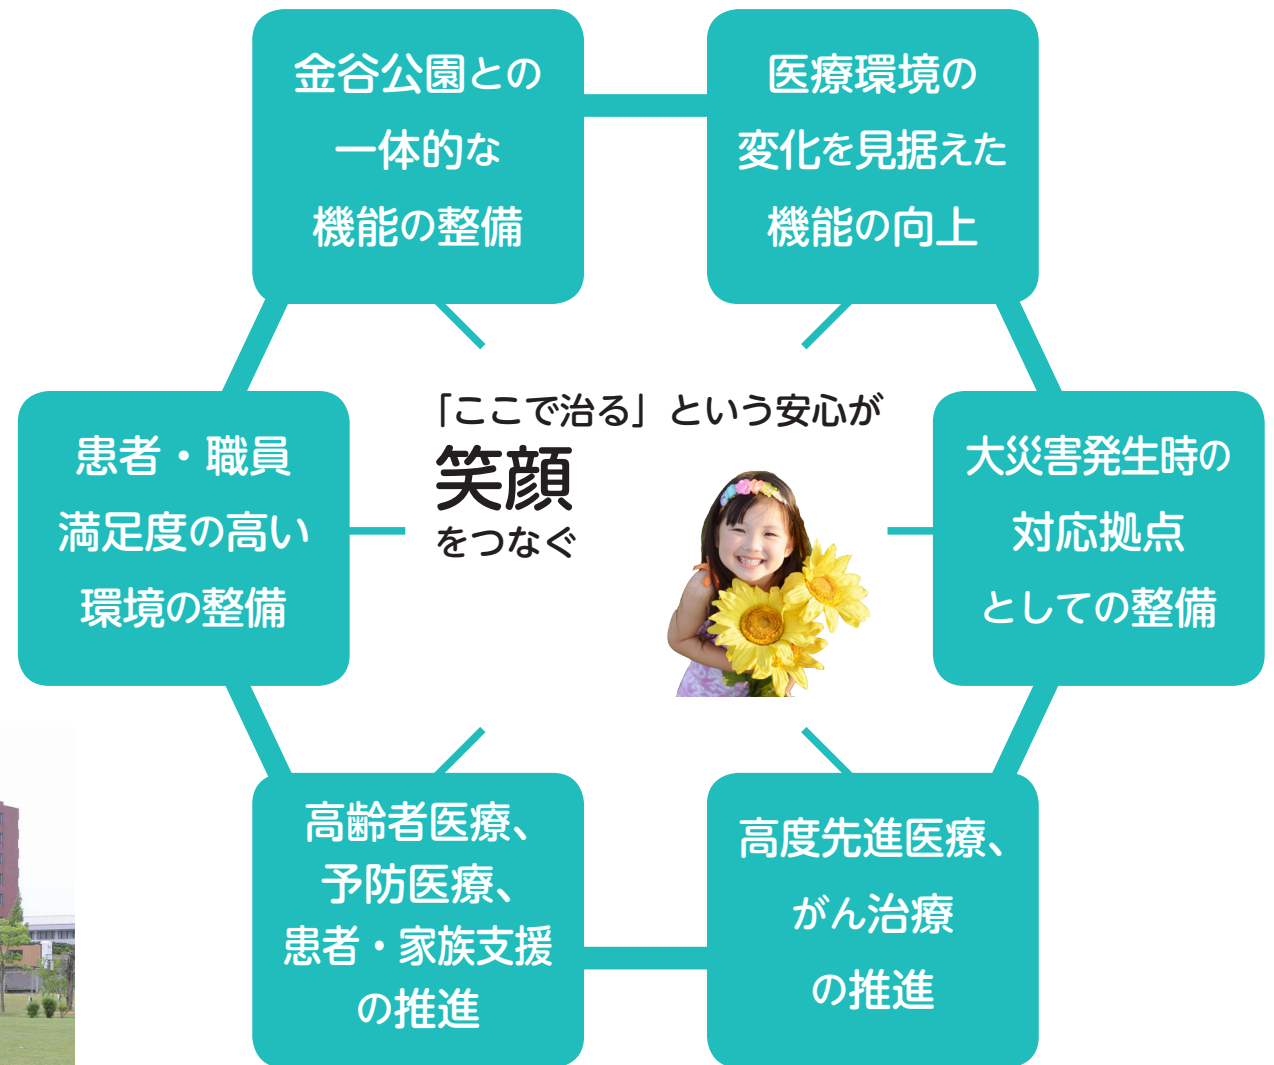 金谷公園との
一体的な
機能の整備
医療環境の
変化を見据えた
機能の向上
患者・職員
満足度の高い
環境の整備
「ここで治る」という安心が
笑顔
をつなぐ
大災害発生時の
対応拠点
としての整備
高齢者医療、
予防医療、
患者・家族支援
の推進
高度先進医療、
がん治療
の推進